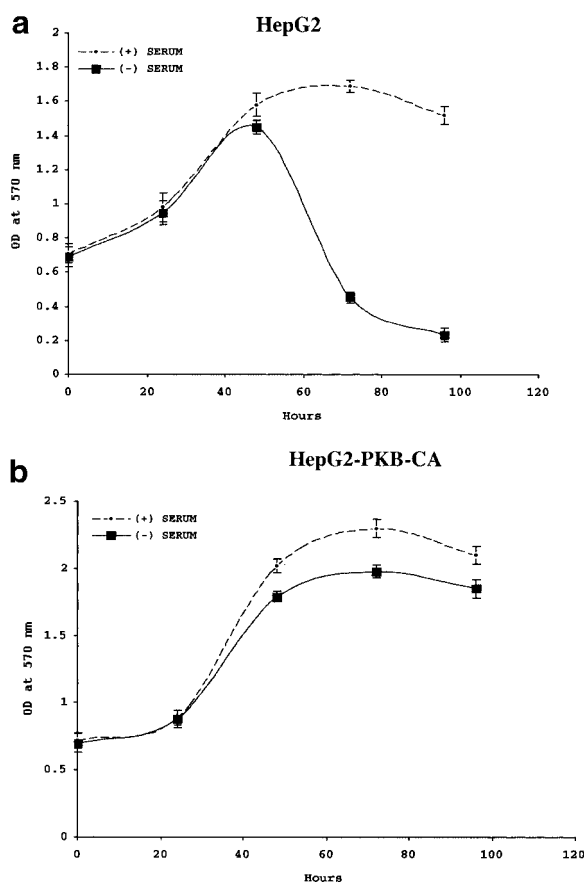 a
HepG2
(+) SERUM
(-) SERUM
2
1.8
1.6
1.4
1.2
1
0.8
0.6
0.4
0.2
0
OD at 570 nm
0 20 40 60 80 100 120
Hours
b
HepG2-PKB-CA
(+) SERUM
(-) SERUM
2.5
2
1.5
1
0.5
0
OD at 570 nm
0 20 40 60 80 100 120
Hours